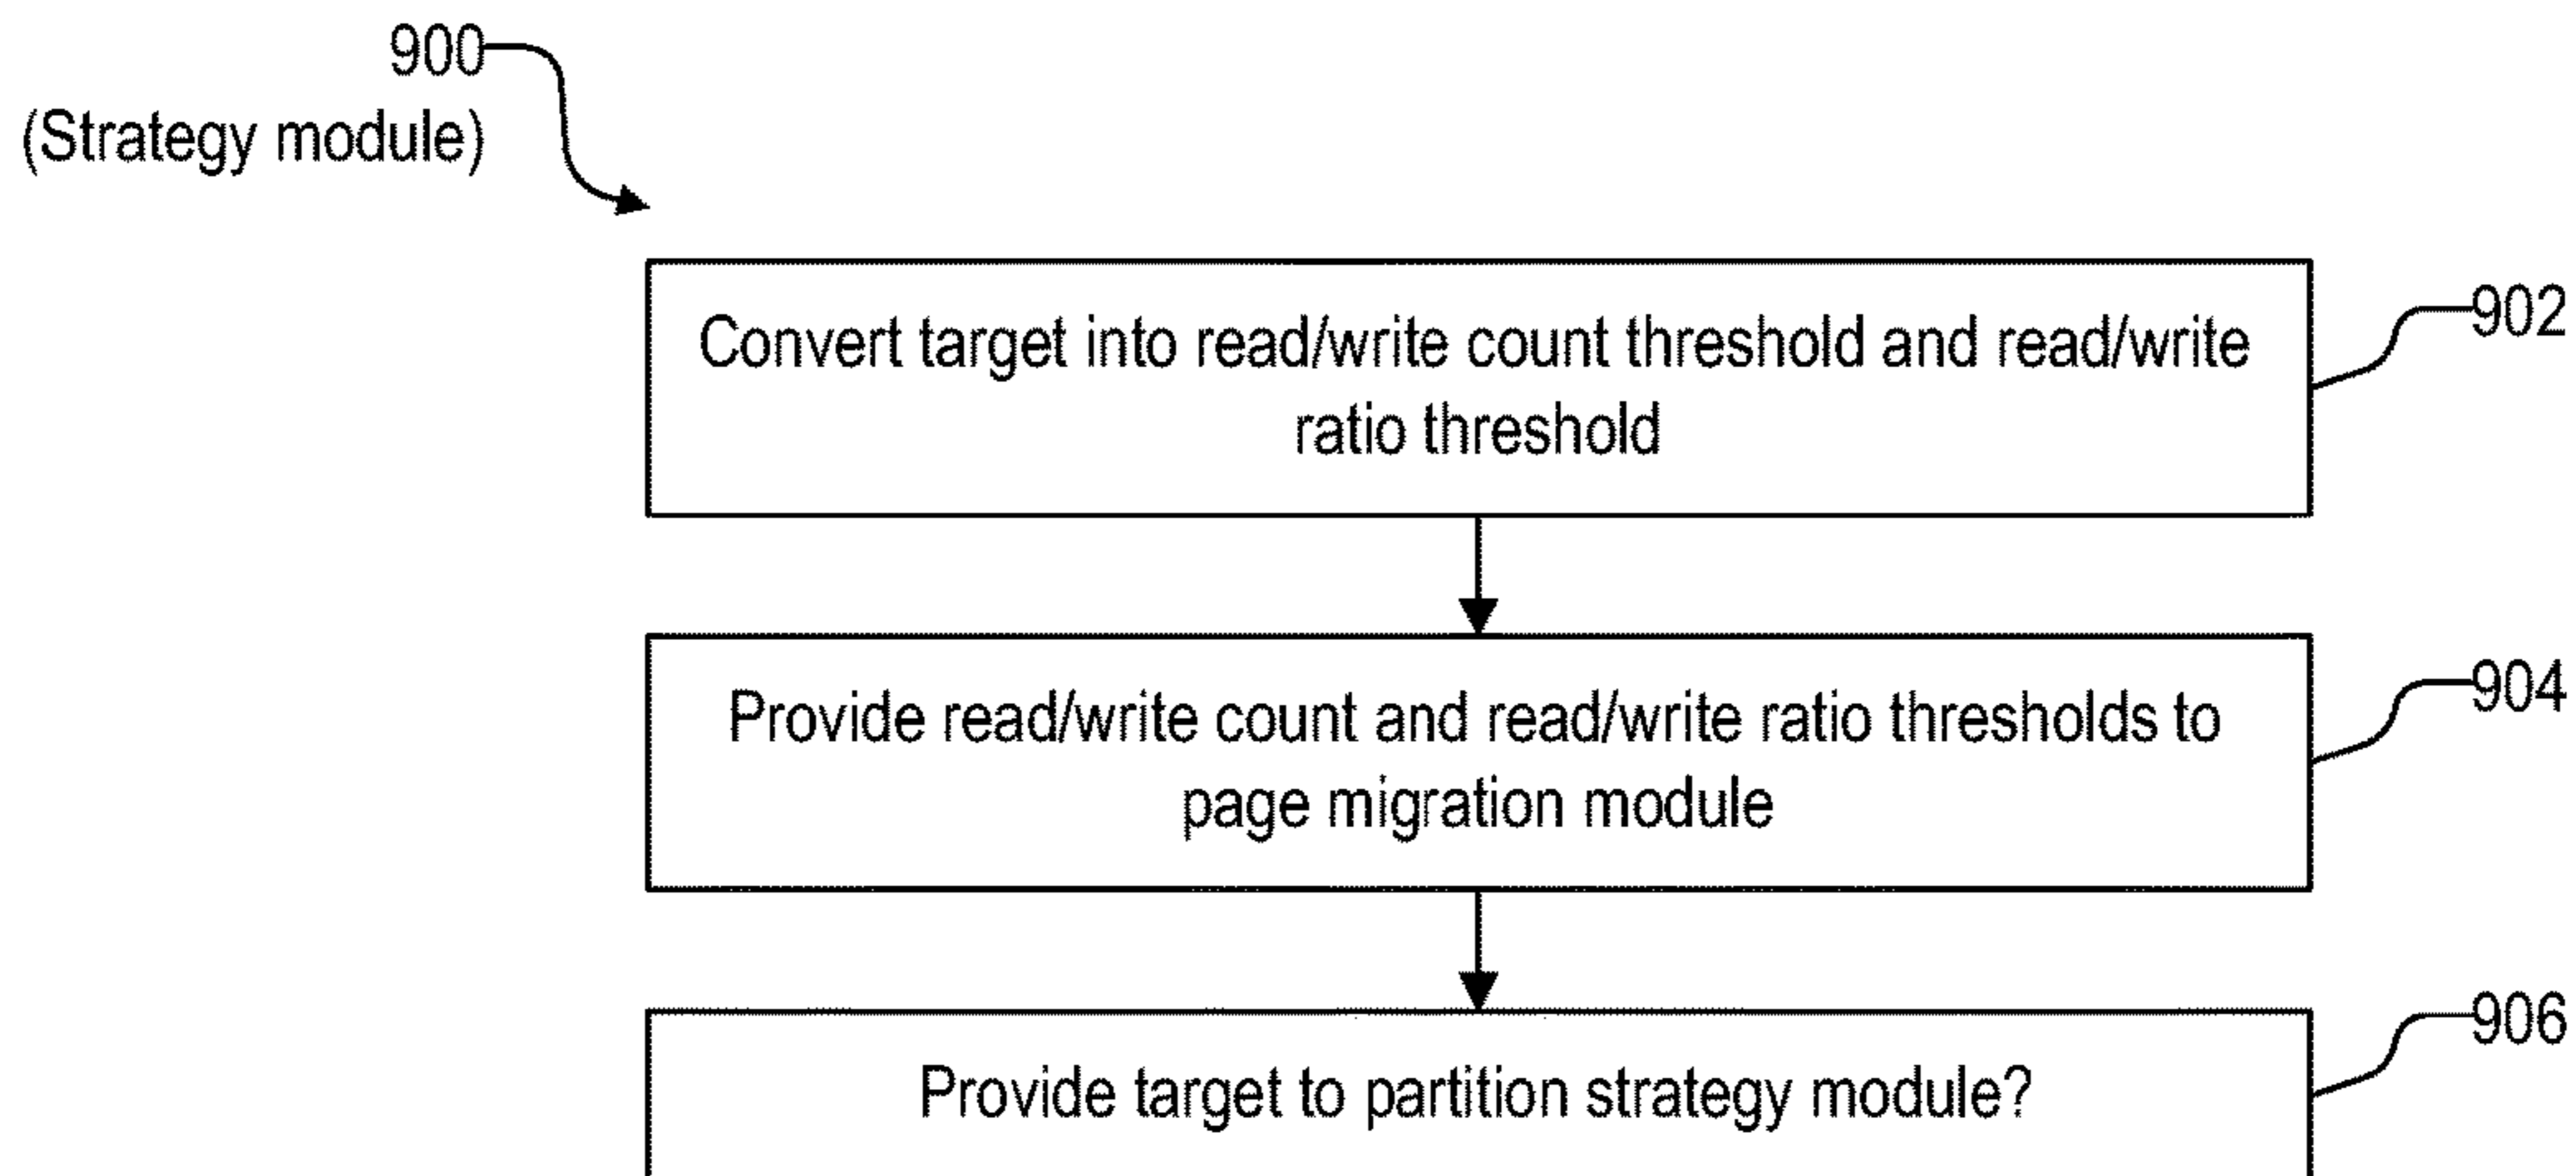 900
(Strategy module)
Convert target into read/write count threshold and read/write
ratio threshold
902
Provide read/write count and read/write ratio thresholds to
page migration module
904
Provide target to partition strategy module?
906